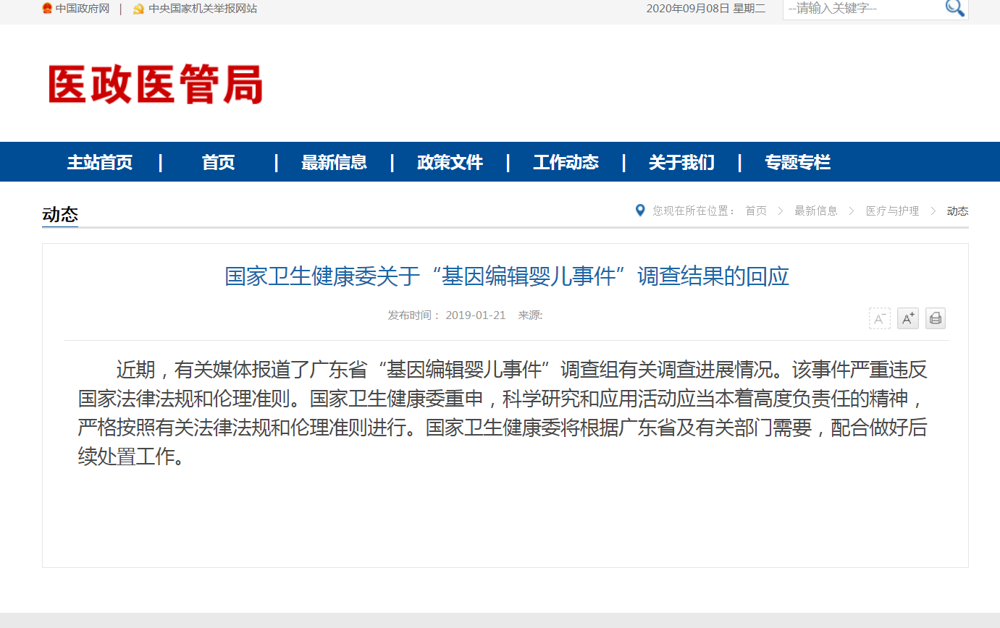 中国政府网 | 中央国家机关举报网站 2020年09月08日 星期二 --请输入关键字--
医政医管局
主站首页 | 首页 | 最新信息 | 政策文件 | 工作动态 | 关于我们 | 专题专栏
动态 您现在所在位置： 首页 > 最新信息 > 医疗与护理 > 动态
国家卫生健康委关于“基因编辑婴儿事件”调查结果的回应
发布时间： 2019-01-21 来源:
A- A+
近期，有关媒体报道了广东省“基因编辑婴儿事件”调查组有关调查进展情况。该事件严重违反
国家法律法规和伦理准则。国家卫生健康委重申，科学研究和应用活动应当本着高度负责任的精神，
严格按照有关法律法规和伦理准则进行。国家卫生健康委将根据广东省及有关部门需要，配合做好后
续处置工作。